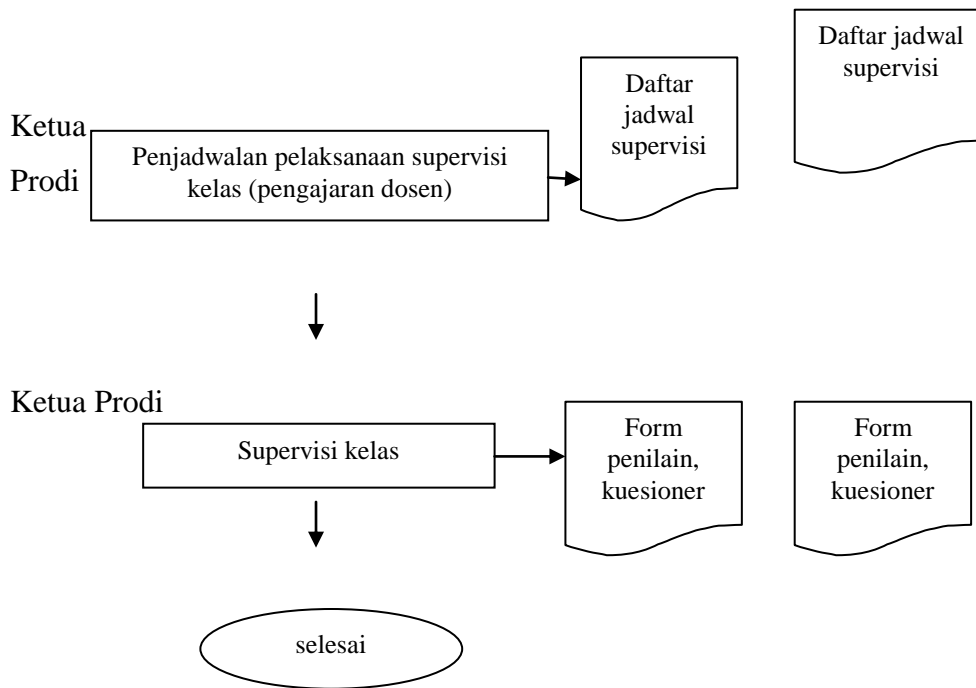 Daftar jadwal
supervisi
Daftar
jadwal
supervisi
Ketua
Prodi
Penjadwalan pelaksanaan supervisi
kelas (pengajaran dosen)
Ketua Prodi
Supervisi kelas
Form
penilain,
kuesioner
Form
penilain,
kuesioner
selesai